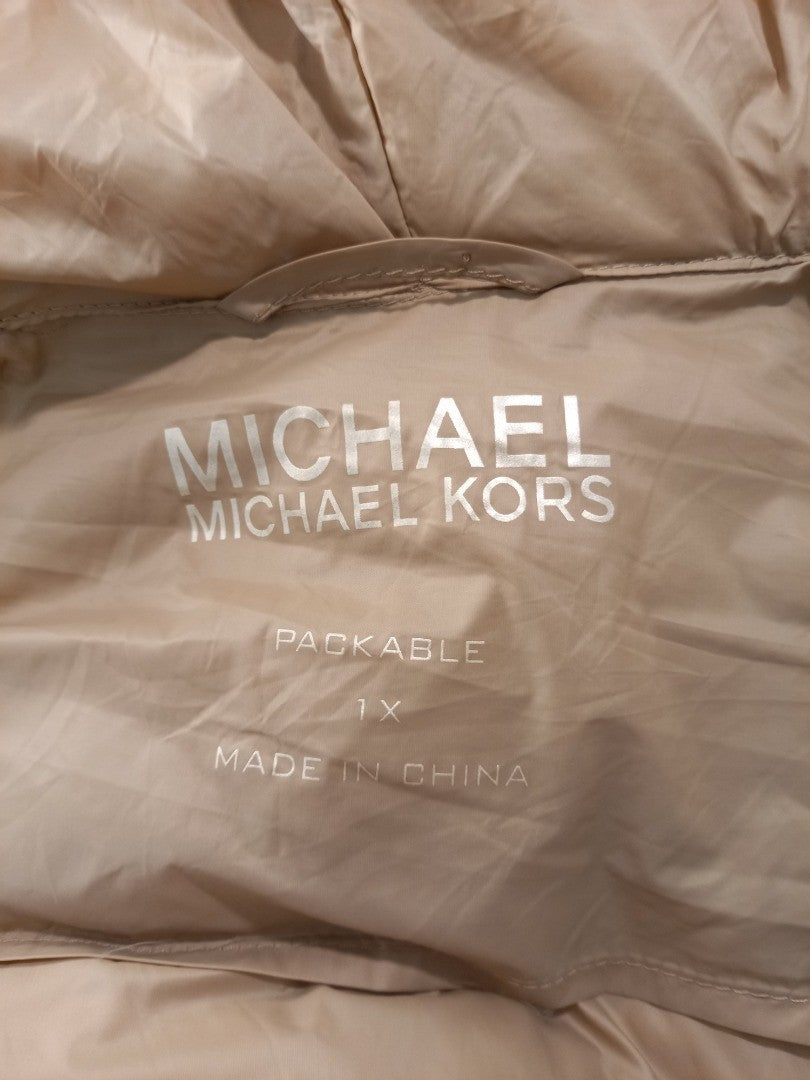 MICHAEL
MICHAEL KORS
PACKABLE
1X
MADE IN CHINA